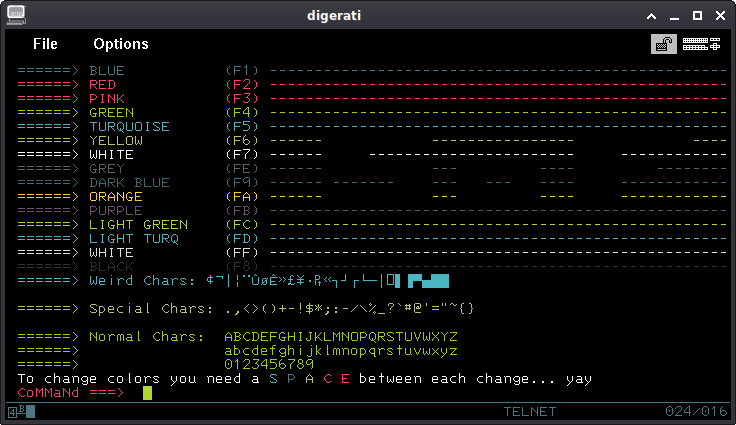 digerati
File Options
======> BLUE (F1) ---------------------------------------------------
======> RED (F2) ---------------------------------------------------
======> PINK (F3) ---------------------------------------------------
======> GREEN (F4) ---------------------------------------------------
======> TURQUOISE (F5) ---------------------------------------------------
======> YELLOW (F6) ------ ---------------- ----
======> WHITE (F7) ------ ---------------- ------------
======> GREY (FE) --- ---
======> DARK BLUE (F9) ------ ------- --- --- ------------
======> ORANGE (FA) ------ --- --- ------------
======> PURPLE (FB) ---------------------------------------------------
======> LIGHT GREEN (FC) ---------------------------------------------------
======> LIGHT TURQ (FD) ---------------------------------------------------
======> WHITE (FF) ---------------------------------------------------
======> BLACK (F8) ---------------------------------------------------
======> Weird Chars: ¢¬|¦¨ÛøÊ»£¥·₧«┐┘┌└─│
======> Special Chars: .,<>()+-!$*;:-/\%_?`#@'="~{}
======> Normal Chars: ABCDEFGHIJKLMNOPQRSTUVWXYZ
======> abcdefghijklmnopqrstuvwxyz
======> 0123456789
To change colors you need a S P A C E between each change... yay
CoMMaNd ===>
4 B TELNET 024/016